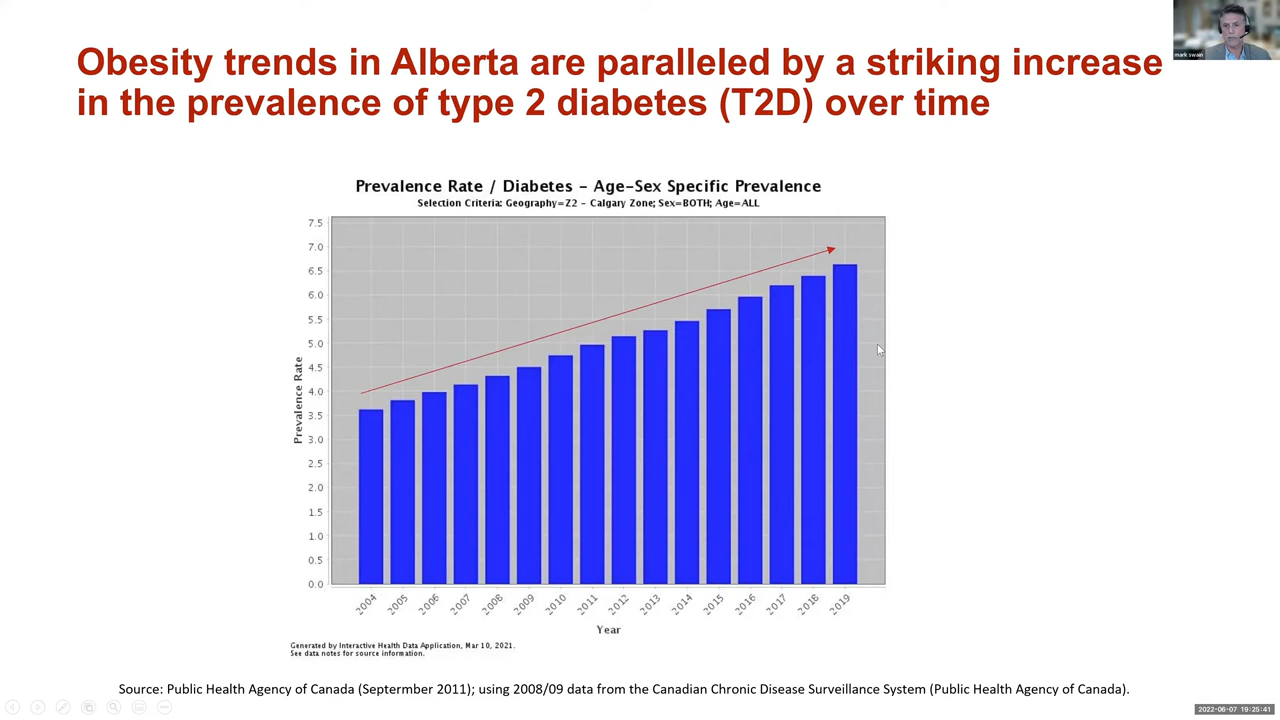 Obesity trends in Alberta are paralleled by a striking increase
in the prevalence of type 2 diabetes (T2D) over time
mark swain
Prevalence Rate / Diabetes - Age-Sex Specific Prevalence
Selection Criteria: Geography=Z2 - Calgary Zone; Sex=BOTH; Age=ALL
7.5
7.0
6.5
6.0
5.5
5.0
4.5
4.0
3.5
3.0
2.5
2.0
1.5
1.0
0.5
0.0
Prevalence Rate
2004 2005 2006 2007 2008 2009 2010 2011 2012 2013 2014 2015 2016 2017 2018 2019
Year
Generated by Interactive Health Data Application, Mar 10, 2021.
See data notes for source information.
Source: Public Health Agency of Canada (Septermber 2011); using 2008/09 data from the Canadian Chronic Disease Surveillance System (Public Health Agency of Canada).
2022-06-07 19:25:41